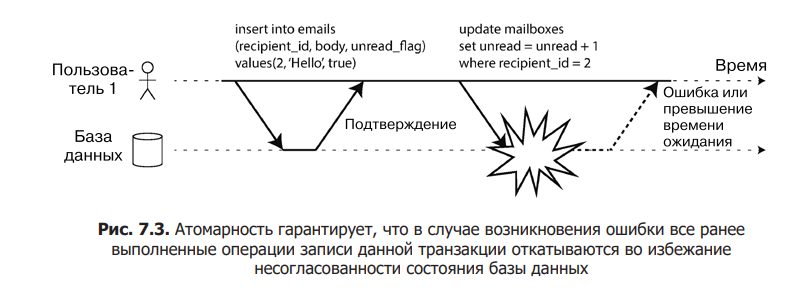 insert into emails
(recipient_id, body, unread_flag)
values(2, ‘Hello’, true)
update mailboxes
set unread = unread + 1
where recipient_id = 2
Пользова-
тель 1
Время
База
данных
Подтверждение
Ошибка или
превышение
времени
ожидания
Рис. 7.3. Атомарность гарантирует, что в случае возникновения ошибки все ранее
выполненные операции записи данной транзакции откатываются во избежание
несогласованности состояния базы данных